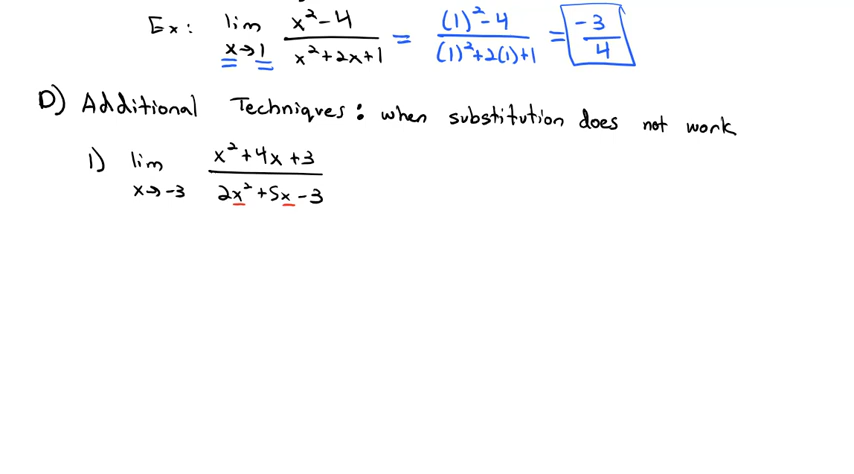 Ex: lim x→1 (x² − 4)/(x² + 2x + 1) = ((1)² − 4)/((1)² + 2(1) + 1) = −3/4
D) Additional Techniques: when substitution does not work
1) lim x→−3 (x² + 4x + 3)/(2x² + 5x − 3)